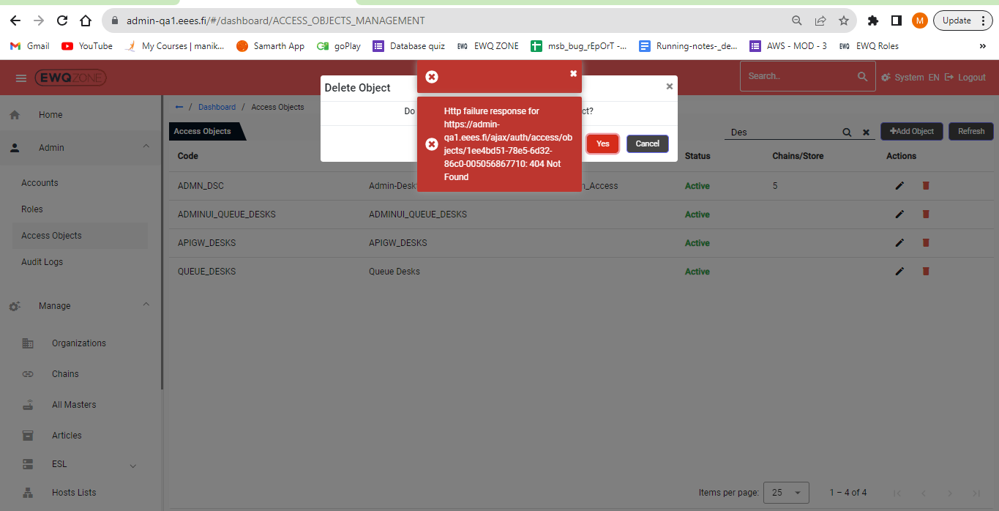 admin-qa1.eees.fi/#/dashboard/ACCESS_OBJECTS_MANAGEMENT
M
Update
Gmail
YouTube
My Courses | manik...
Samarth App
goPlay
Database quiz
EWQ EWQ ZONE
msb_bug_rEpOrT -...
Running-notes-_de...
AWS - MOD - 3
EWQ EWQ Roles
»
EWQZONE
Search..
System EN Logout
Delete Object
Do
ct?
Yes
Cancel
Http failure response for
https://admin-
qa1.eees.fi/ajax/auth/access/ob
jects/1ee4bd51-78e5-6d32-
86c0-005056867710: 404 Not
Found
Home
Admin
Accounts
Roles
Access Objects
Audit Logs
Manage
Organizations
Chains
All Masters
Articles
ESL
Hosts Lists
/ Dashboard / Access Objects
Access Objects
Des
Add Object
Refresh
Code
Status
Chains/Store
Actions
ADMN_DSC
Admin-Desk
n_Access
Active
5
ADMINUI_QUEUE_DESKS
ADMINUI_QUEUE_DESKS
Active
APIGW_DESKS
APIGW_DESKS
Active
QUEUE_DESKS
Queue Desks
Active
Items per page:
25
1 – 4 of 4